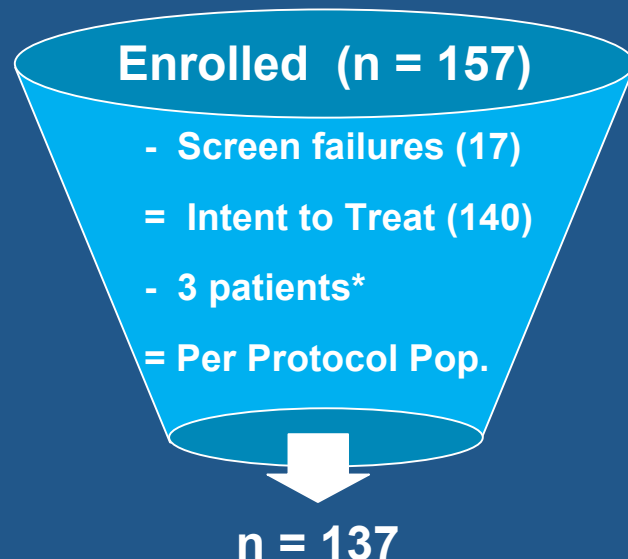 Enrolled (n = 157)
- Screen failures (17)
= Intent to Treat (140)
- 3 patients*
= Per Protocol Pop.
n = 137